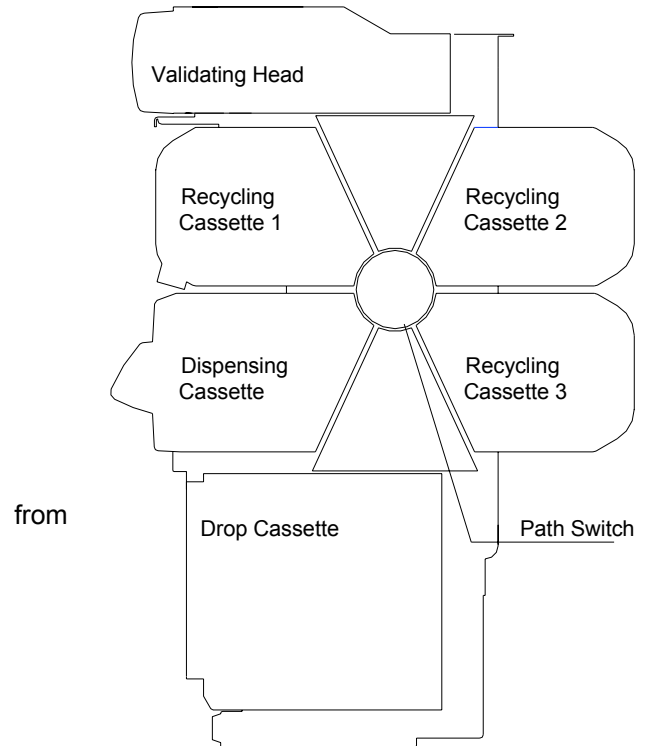 Validating Head
Recycling
Cassette 1
Recycling
Cassette 2
Dispensing
Cassette
Recycling
Cassette 3
from
Drop Cassette
Path Switch